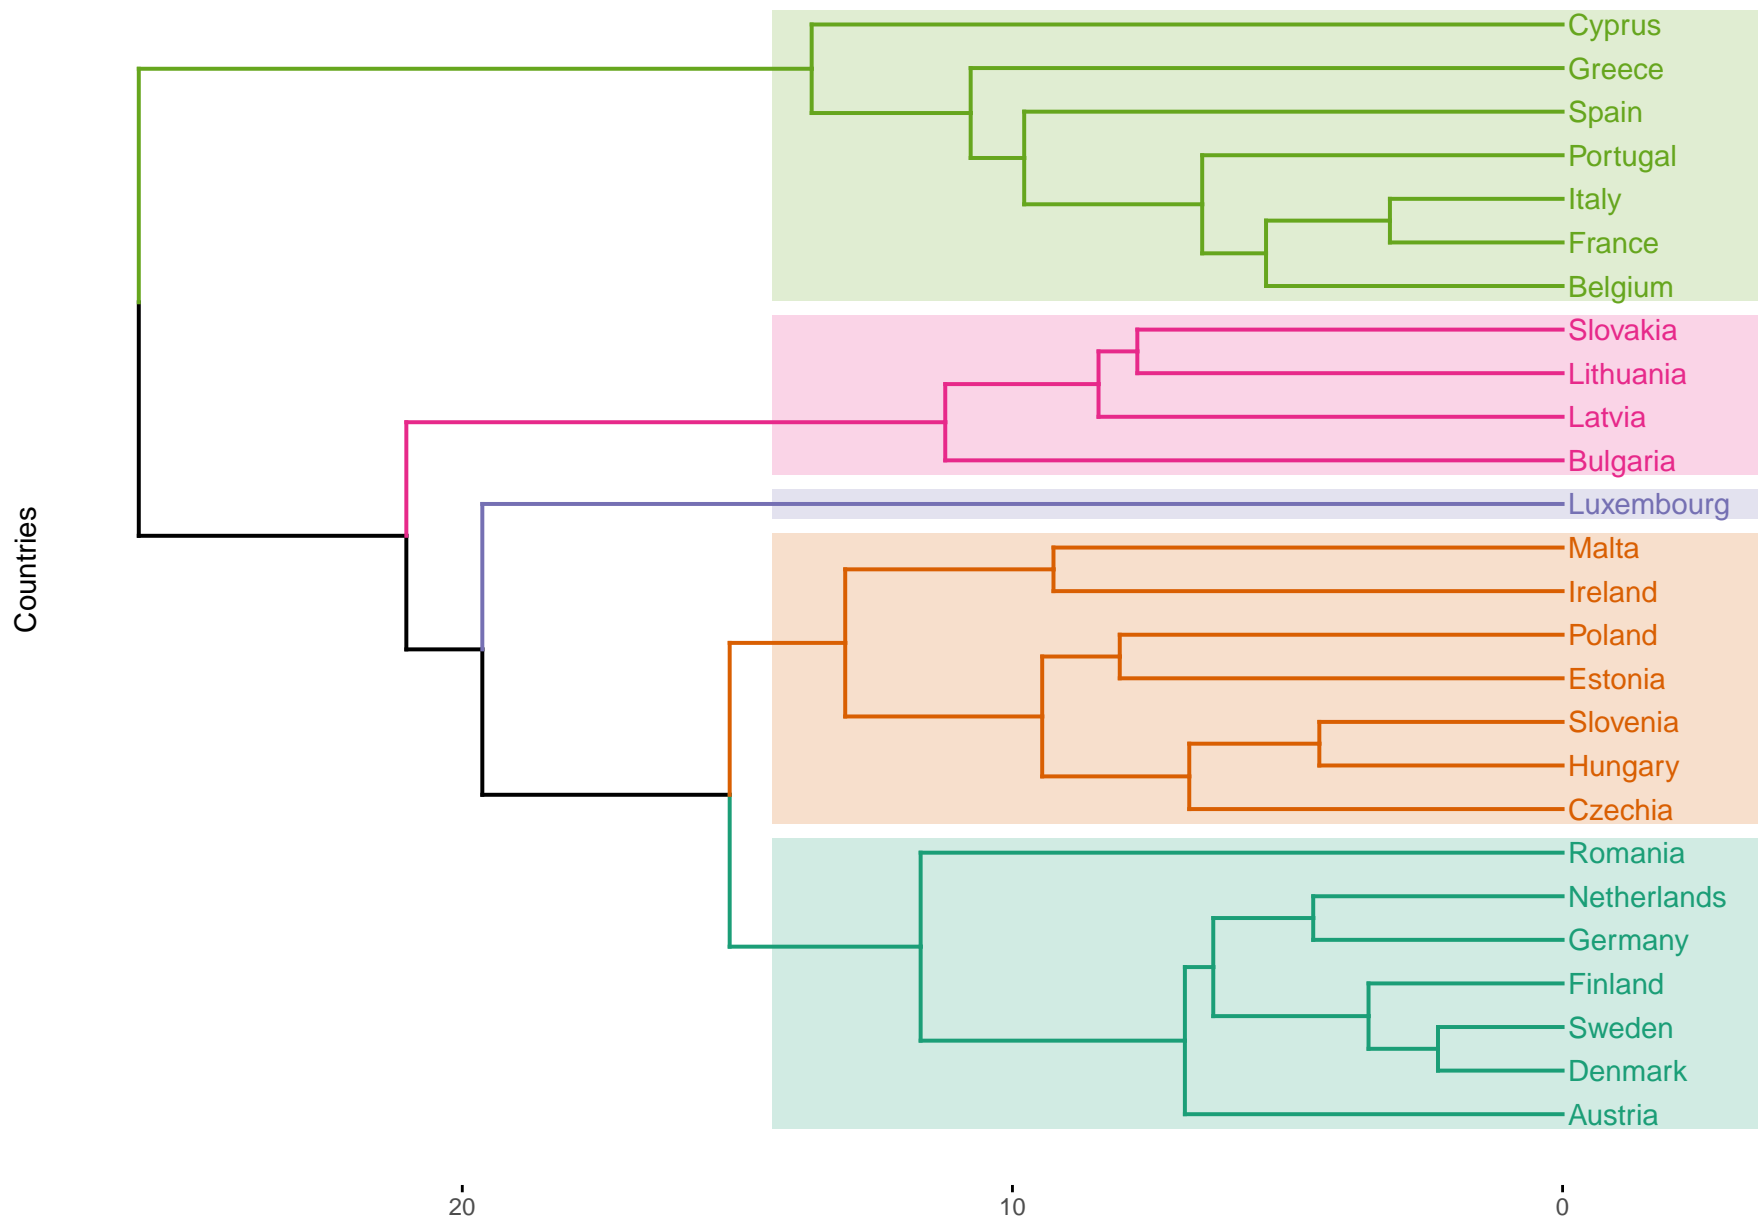 Cyprus
Greece
Spain
Portugal
Italy
France
Belgium
Slovakia
Lithuania
Latvia
Bulgaria
Luxembourg
Malta
Ireland
Poland
Estonia
Slovenia
Hungary
Czechia
Romania
Netherlands
Germany
Finland
Sweden
Denmark
Austria
Countries
20 10 0